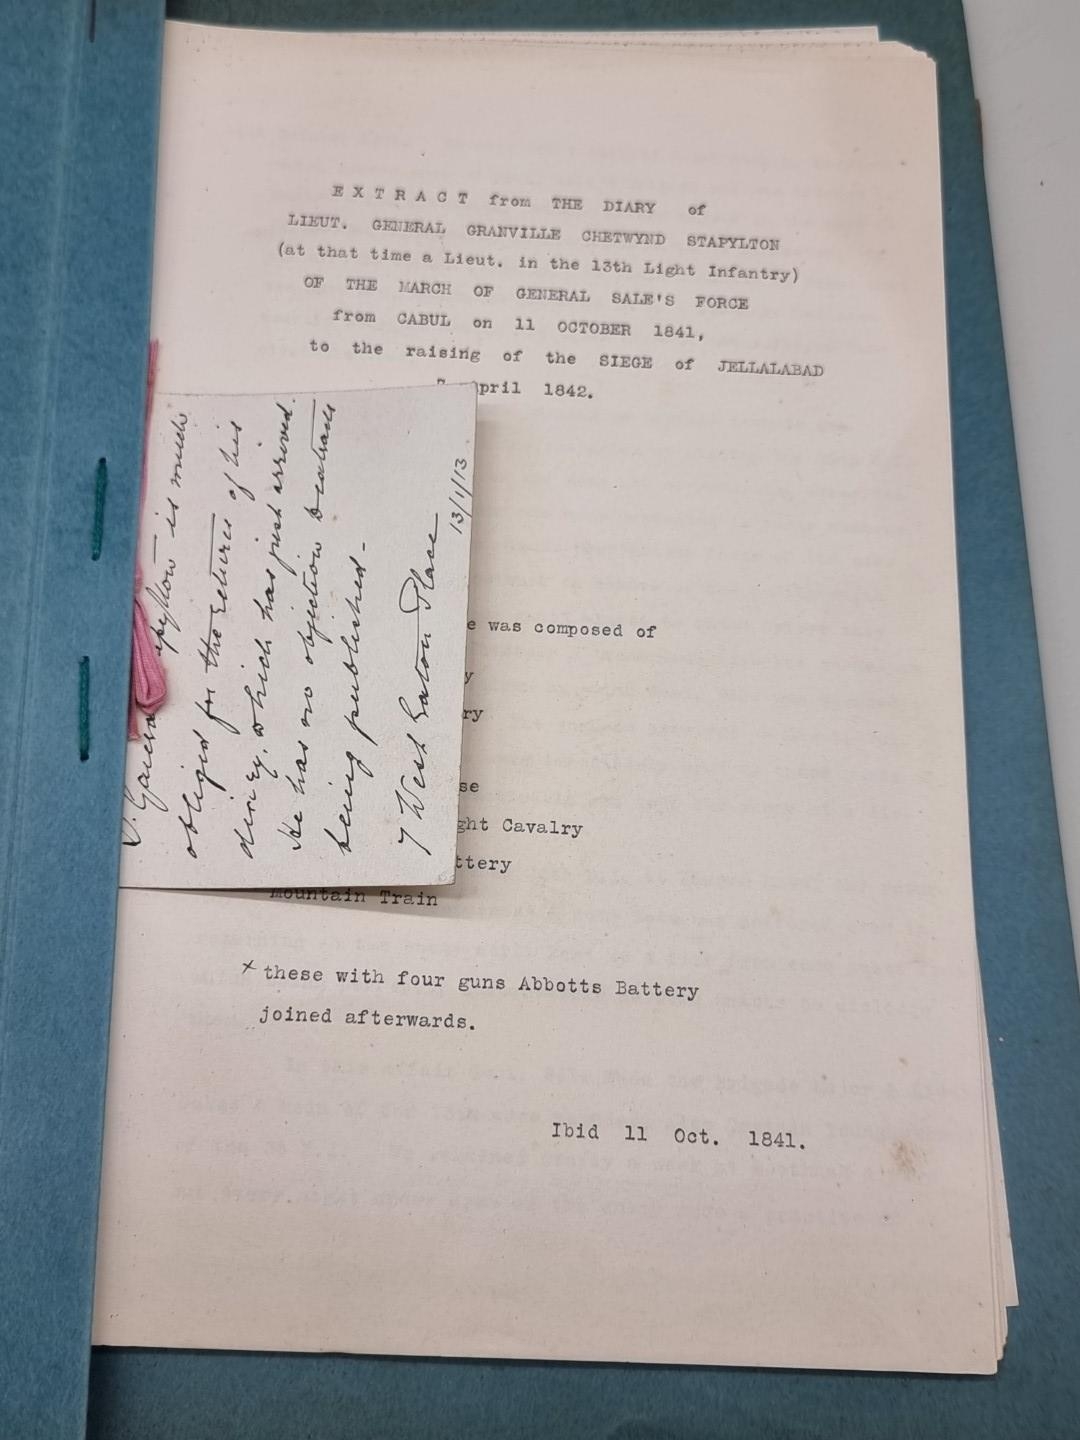 E X T R A C T from THE DIARY of
LIEUT. GENERAL GRANVILLE CHETWYND STAPYLTON
(at that time a Lieut. in the 13th Light Infantry)
OF THE MARCH OF GENERAL SALE'S FORCE
from CABUL on 11 OCTOBER 1841,
to the raising of the SIEGE of JELLALABAD
pril 1842.
e was composed of
y
ry
se
ght Cavalry
ttery
Mountain Train
x these with four guns Abbotts Battery
joined afterwards.
Ibid 11 Oct. 1841.
pylton is much
obliged for the return of his
diary, which has just arrived.
He has no objection
being published -
7 West Eaton Place
13/1/13